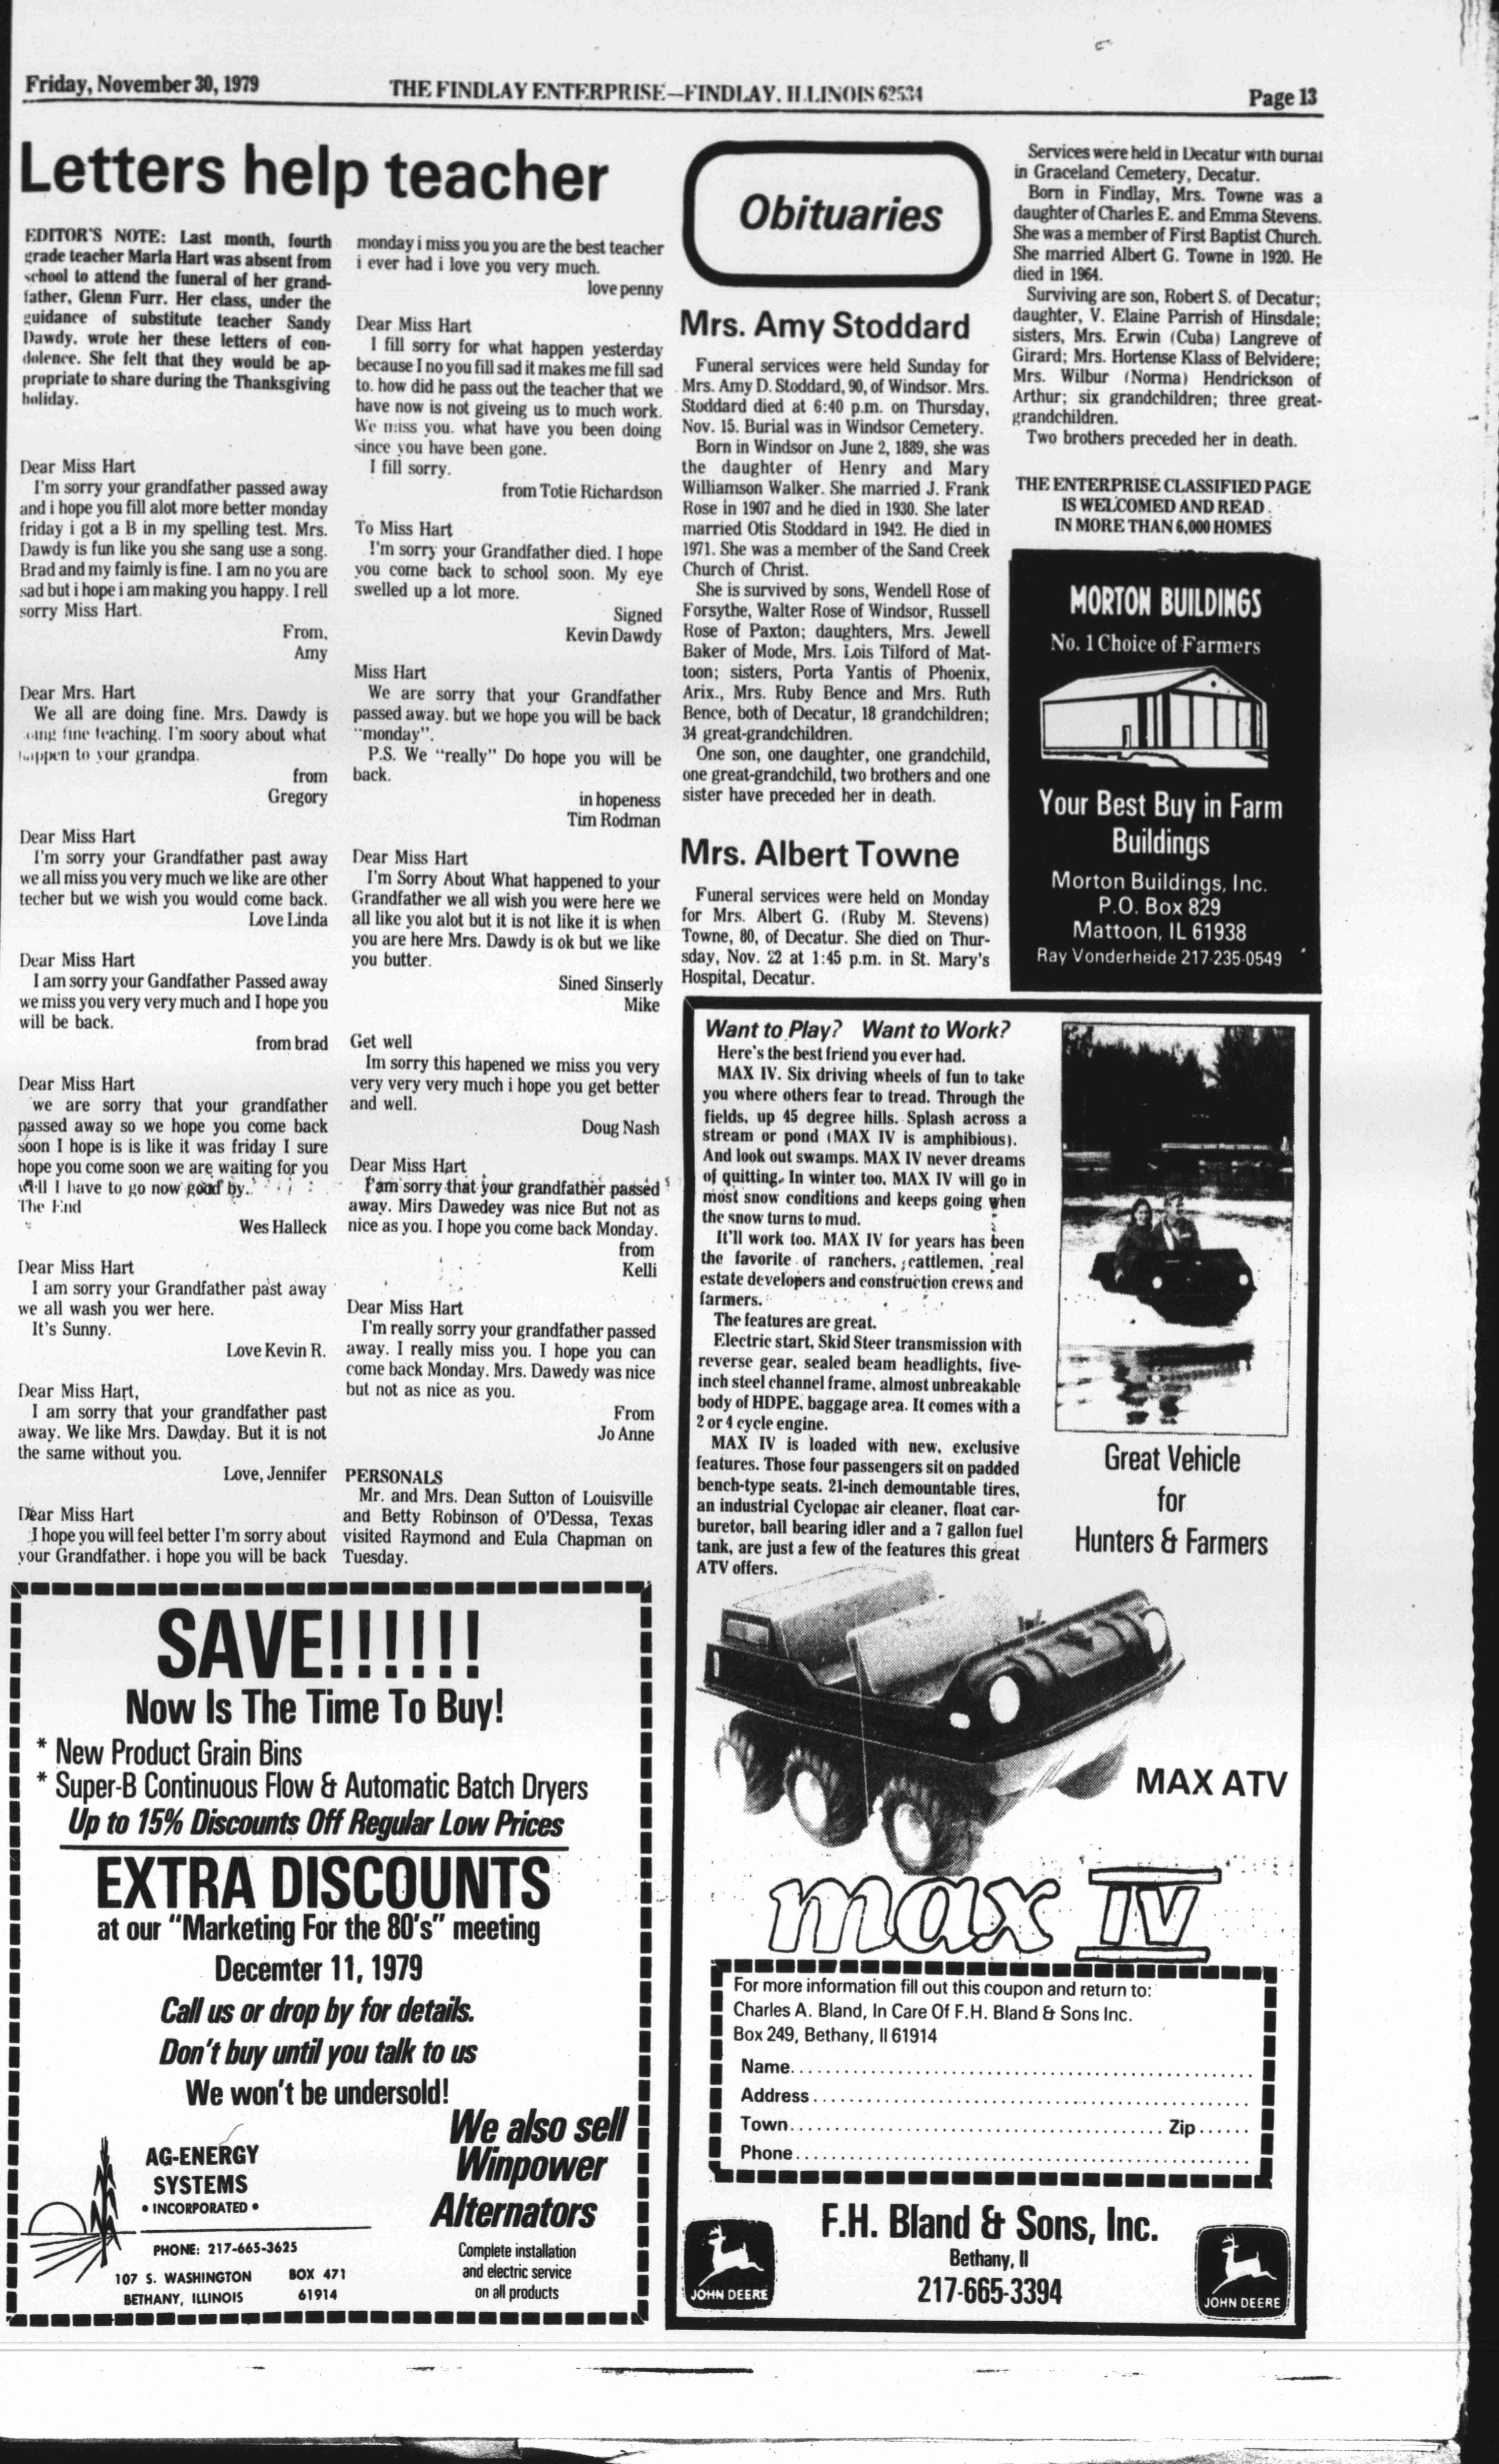 Friday, November 30, 1979
THE FINDLAY ENTERPRISE—FINDLAY, ILLINOIS 62534
Page 13
Letters help teacher
EDITOR'S NOTE: Last month, fourth
grade teacher Marla Hart was absent from
school to attend the funeral of her grand-
father, Glenn Furr. Her class, under the
guidance of substitute teacher Sandy
Dawdy, wrote her these letters of con-
dolence. She felt that they would be ap-
propriate to share during the Thanksgiving
holiday.
Dear Miss Hart
I'm sorry your grandfather passed away
and i hope you fill alot more better monday
friday i got a B in my spelling test. Mrs.
Dawdy is fun like you she sang use a song.
Brad and my faimly is fine. I am no you are
sad but i hope i am making you happy. I rell
sorry Miss Hart.
From,
Amy
Dear Mrs. Hart
We all are doing fine. Mrs. Dawdy is
fine teaching. I'm soory about what
happen to your grandpa.
from
Gregory
Dear Miss Hart
I'm sorry your Grandfather past away
we all miss you very much we like are other
techer but we wish you would come back.
Love Linda
Dear Miss Hart
I am sorry your Gandfather Passed away
we miss you very very much and I hope you
will be back.
from brad
Dear Miss Hart
we are sorry that your grandfather
passed away so we hope you come back
soon I hope is is like it was friday I sure
hope you come soon we are waiting for you
well I have to go now good by.
The End
Wes Halleck
Dear Miss Hart
I am sorry your Grandfather past away
we all wash you wer here.
It's Sunny.
Love Kevin R.
Dear Miss Hart,
I am sorry that your grandfather past
away. We like Mrs. Dawday. But it is not
the same without you.
Love, Jennifer
Dear Miss Hart
I hope you will feel better I'm sorry about
your Grandfather. i hope you will be back
monday i miss you you are the best teacher
i ever had i love you very much.
love penny
Dear Miss Hart
I fill sorry for what happen yesterday
because I no you fill sad it makes me fill sad
to. how did he pass out the teacher that we
have now is not giveing us to much work.
We miss you. what have you been doing
since you have been gone.
I fill sorry.
from Totie Richardson
To Miss Hart
I'm sorry your Grandfather died. I hope
you come back to school soon. My eye
swelled up a lot more.
Signed
Kevin Dawdy
Miss Hart
We are sorry that your Grandfather
passed away. but we hope you will be back
"monday".
P.S. We "really" Do hope you will be
back.
in hopeness
Tim Rodman
Dear Miss Hart
I'm Sorry About What happened to your
Grandfather we all wish you were here we
all like you alot but it is not like it is when
you are here Mrs. Dawdy is ok but we like
you butter.
Sined Sinserly
Mike
Get well
Im sorry this hapened we miss you very
very very very much i hope you get better
and well.
Doug Nash
Dear Miss Hart
I'am sorry that your grandfather passed
away. Mirs Dawedey was nice But not as
nice as you. I hope you come back Monday.
from
Kelli
Dear Miss Hart
I'm really sorry your grandfather passed
away. I really miss you. I hope you can
come back Monday. Mrs. Dawedy was nice
but not as nice as you.
From
Jo Anne
PERSONALS
Mr. and Mrs. Dean Sutton of Louisville
and Betty Robinson of O'Dessa, Texas
visited Raymond and Eula Chapman on
Tuesday.
Obituaries
Mrs. Amy Stoddard
Funeral services were held Sunday for
Mrs. Amy D. Stoddard, 90, of Windsor. Mrs.
Stoddard died at 6:40 p.m. on Thursday,
Nov. 15. Burial was in Windsor Cemetery.
Born in Windsor on June 2, 1889, she was
the daughter of Henry and Mary
Williamson Walker. She married J. Frank
Rose in 1907 and he died in 1930. She later
married Otis Stoddard in 1942. He died in
1971. She was a member of the Sand Creek
Church of Christ.
She is survived by sons, Wendell Rose of
Forsythe, Walter Rose of Windsor, Russell
Rose of Paxton; daughters, Mrs. Jewell
Baker of Mode, Mrs. Lois Tilford of Mat-
toon; sisters, Porta Yantis of Phoenix,
Arix., Mrs. Ruby Bence and Mrs. Ruth
Bence, both of Decatur, 18 grandchildren;
34 great-grandchildren.
One son, one daughter, one grandchild,
one great-grandchild, two brothers and one
sister have preceded her in death.
Mrs. Albert Towne
Funeral services were held on Monday
for Mrs. Albert G. (Ruby M. Stevens)
Towne, 80, of Decatur. She died on Thur-
sday, Nov. 22 at 1:45 p.m. in St. Mary's
Hospital, Decatur.
Services were held in Decatur with burial
in Graceland Cemetery, Decatur.
Born in Findlay, Mrs. Towne was a
daughter of Charles E. and Emma Stevens.
She was a member of First Baptist Church.
She married Albert G. Towne in 1920. He
died in 1964.
Surviving are son, Robert S. of Decatur;
daughter, V. Elaine Parrish of Hinsdale;
sisters, Mrs. Erwin (Cuba) Langreve of
Girard; Mrs. Hortense Klass of Belvidere;
Mrs. Wilbur (Norma) Hendrickson of
Arthur; six grandchildren; three great-
grandchildren.
Two brothers preceded her in death.
THE ENTERPRISE CLASSIFIED PAGE
IS WELCOMED AND READ
IN MORE THAN 6,000 HOMES
MORTON BUILDINGS
No. 1 Choice of Farmers
Your Best Buy in Farm
Buildings
Morton Buildings, Inc.
P.O. Box 829
Mattoon, IL 61938
Ray Vonderheide 217-235-0549
Want to Play? Want to Work?
Here's the best friend you ever had.
MAX IV. Six driving wheels of fun to take
you where others fear to tread. Through the
fields, up 45 degree hills. Splash across a
stream or pond (MAX IV is amphibious).
And look out swamps. MAX IV never dreams
of quitting. In winter too, MAX IV will go in
most snow conditions and keeps going when
the snow turns to mud.
It'll work too. MAX IV for years has been
the favorite of ranchers, cattlemen, real
estate developers and construction crews and
farmers.
The features are great.
Electric start, Skid Steer transmission with
reverse gear, sealed beam headlights, five-
inch steel channel frame, almost unbreakable
body of HDPE, baggage area. It comes with a
2 or 4 cycle engine.
MAX IV is loaded with new, exclusive
features. Those four passengers sit on padded
bench-type seats. 21-inch demountable tires,
an industrial Cyclopac air cleaner, float car-
buretor, ball bearing idler and a 7 gallon fuel
tank, are just a few of the features this great
ATV offers.
Great Vehicle
for
Hunters & Farmers
MAX ATV
max IV
For more information fill out this coupon and return to:
Charles A. Bland, In Care Of F.H. Bland & Sons Inc.
Box 249, Bethany, Il 61914
Name
Address
Town Zip
Phone
F.H. Bland & Sons, Inc.
Bethany, Il
217-665-3394
JOHN DEERE
JOHN DEERE
SAVE!!!!!!
Now Is The Time To Buy!
* New Product Grain Bins
* Super-B Continuous Flow & Automatic Batch Dryers
Up to 15% Discounts Off Regular Low Prices
EXTRA DISCOUNTS
at our "Marketing For the 80's" meeting
Decemter 11, 1979
Call us or drop by for details.
Don't buy until you talk to us
We won't be undersold!
AG-ENERGY
SYSTEMS
• INCORPORATED •
PHONE: 217-665-3625
107 S. WASHINGTON BOX 471
BETHANY, ILLINOIS 61914
We also sell
Winpower
Alternators
Complete installation
and electric service
on all products